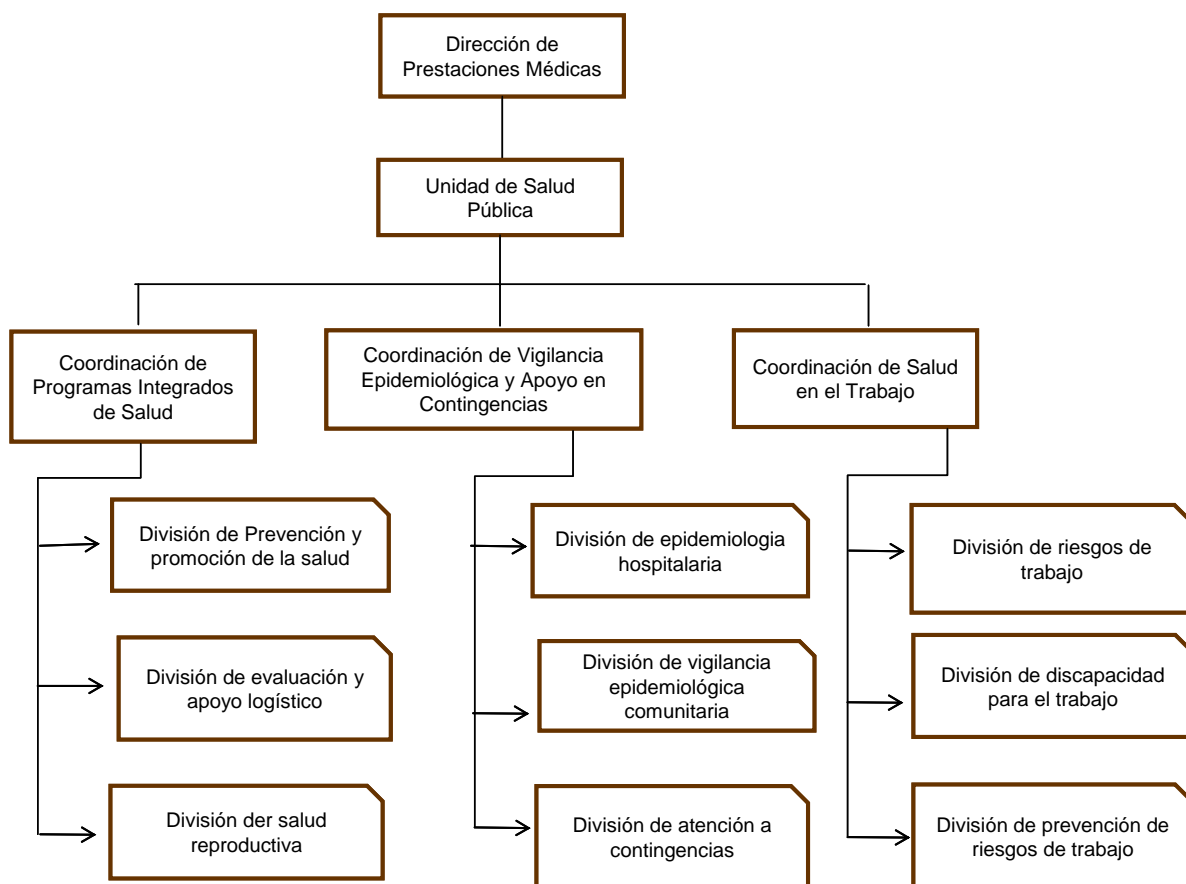 Dirección de
Prestaciones Médicas
Unidad de Salud
Pública
Coordinación de
Programas Integrados
de Salud
Coordinación de Vigilancia
Epidemiológica y Apoyo en
Contingencias
Coordinación de Salud
en el Trabajo
División de Prevención y
promoción de la salud
División de evaluación y
apoyo logístico
División der salud
reproductiva
División de epidemiologia
hospitalaria
División de vigilancia
epidemiológica
comunitaria
División de atención a
contingencias
División de riesgos de
trabajo
División de discapacidad
para el trabajo
División de prevención de
riesgos de trabajo